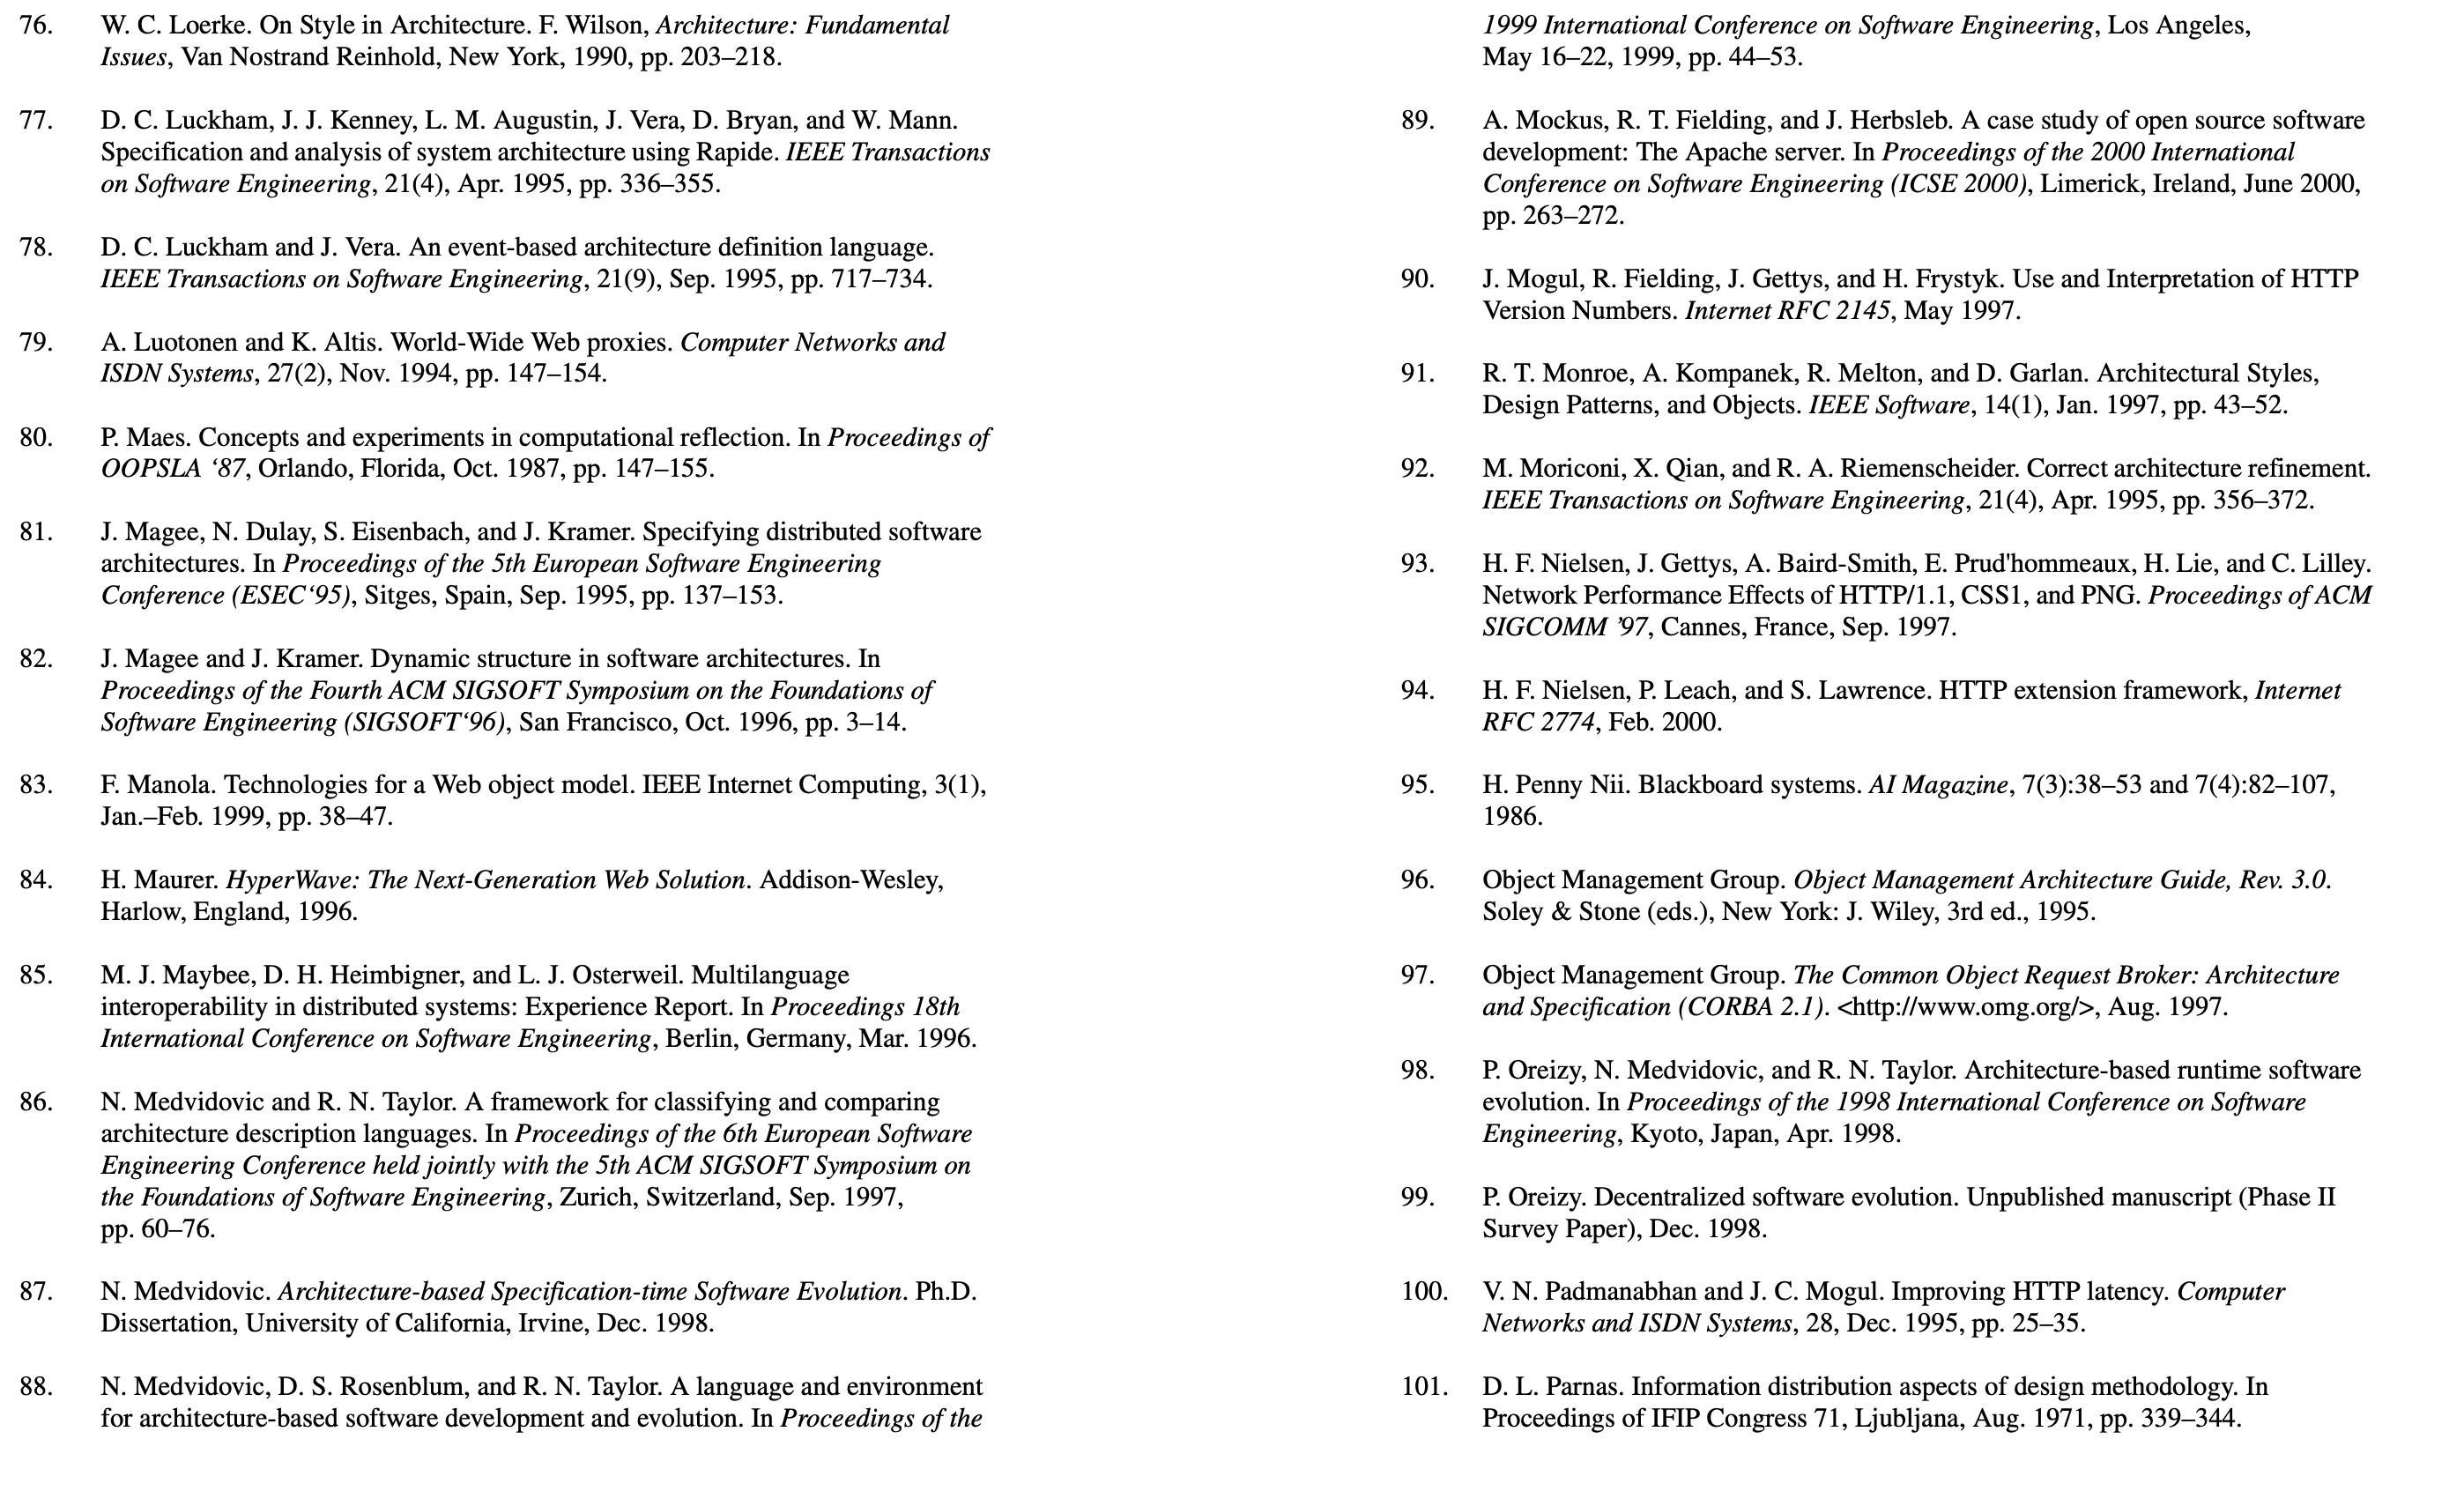 76. W. C. Loerke. On Style in Architecture. F. Wilson, Architecture: Fundamental
Issues, Van Nostrand Reinhold, New York, 1990, pp. 203–218.
77. D. C. Luckham, J. J. Kenney, L. M. Augustin, J. Vera, D. Bryan, and W. Mann.
Specification and analysis of system architecture using Rapide. IEEE Transactions
on Software Engineering, 21(4), Apr. 1995, pp. 336–355.
78. D. C. Luckham and J. Vera. An event-based architecture definition language.
IEEE Transactions on Software Engineering, 21(9), Sep. 1995, pp. 717–734.
79. A. Luotonen and K. Altis. World-Wide Web proxies. Computer Networks and
ISDN Systems, 27(2), Nov. 1994, pp. 147–154.
80. P. Maes. Concepts and experiments in computational reflection. In Proceedings of
OOPSLA ‘87, Orlando, Florida, Oct. 1987, pp. 147–155.
81. J. Magee, N. Dulay, S. Eisenbach, and J. Kramer. Specifying distributed software
architectures. In Proceedings of the 5th European Software Engineering
Conference (ESEC‘95), Sitges, Spain, Sep. 1995, pp. 137–153.
82. J. Magee and J. Kramer. Dynamic structure in software architectures. In
Proceedings of the Fourth ACM SIGSOFT Symposium on the Foundations of
Software Engineering (SIGSOFT‘96), San Francisco, Oct. 1996, pp. 3–14.
83. F. Manola. Technologies for a Web object model. IEEE Internet Computing, 3(1),
Jan.–Feb. 1999, pp. 38–47.
84. H. Maurer. HyperWave: The Next-Generation Web Solution. Addison-Wesley,
Harlow, England, 1996.
85. M. J. Maybee, D. H. Heimbigner, and L. J. Osterweil. Multilanguage
interoperability in distributed systems: Experience Report. In Proceedings 18th
International Conference on Software Engineering, Berlin, Germany, Mar. 1996.
86. N. Medvidovic and R. N. Taylor. A framework for classifying and comparing
architecture description languages. In Proceedings of the 6th European Software
Engineering Conference held jointly with the 5th ACM SIGSOFT Symposium on
the Foundations of Software Engineering, Zurich, Switzerland, Sep. 1997,
pp. 60–76.
87. N. Medvidovic. Architecture-based Specification-time Software Evolution. Ph.D.
Dissertation, University of California, Irvine, Dec. 1998.
88. N. Medvidovic, D. S. Rosenblum, and R. N. Taylor. A language and environment
for architecture-based software development and evolution. In Proceedings of the
1999 International Conference on Software Engineering, Los Angeles,
May 16–22, 1999, pp. 44–53.
89. A. Mockus, R. T. Fielding, and J. Herbsleb. A case study of open source software
development: The Apache server. In Proceedings of the 2000 International
Conference on Software Engineering (ICSE 2000), Limerick, Ireland, June 2000,
pp. 263–272.
90. J. Mogul, R. Fielding, J. Gettys, and H. Frystyk. Use and Interpretation of HTTP
Version Numbers. Internet RFC 2145, May 1997.
91. R. T. Monroe, A. Kompanek, R. Melton, and D. Garlan. Architectural Styles,
Design Patterns, and Objects. IEEE Software, 14(1), Jan. 1997, pp. 43–52.
92. M. Moriconi, X. Qian, and R. A. Riemenscheider. Correct architecture refinement.
IEEE Transactions on Software Engineering, 21(4), Apr. 1995, pp. 356–372.
93. H. F. Nielsen, J. Gettys, A. Baird-Smith, E. Prud'hommeaux, H. Lie, and C. Lilley.
Network Performance Effects of HTTP/1.1, CSS1, and PNG. Proceedings of ACM
SIGCOMM ’97, Cannes, France, Sep. 1997.
94. H. F. Nielsen, P. Leach, and S. Lawrence. HTTP extension framework, Internet
RFC 2774, Feb. 2000.
95. H. Penny Nii. Blackboard systems. AI Magazine, 7(3):38–53 and 7(4):82–107,
1986.
96. Object Management Group. Object Management Architecture Guide, Rev. 3.0.
Soley & Stone (eds.), New York: J. Wiley, 3rd ed., 1995.
97. Object Management Group. The Common Object Request Broker: Architecture
and Specification (CORBA 2.1). <http://www.omg.org/>, Aug. 1997.
98. P. Oreizy, N. Medvidovic, and R. N. Taylor. Architecture-based runtime software
evolution. In Proceedings of the 1998 International Conference on Software
Engineering, Kyoto, Japan, Apr. 1998.
99. P. Oreizy. Decentralized software evolution. Unpublished manuscript (Phase II
Survey Paper), Dec. 1998.
100. V. N. Padmanabhan and J. C. Mogul. Improving HTTP latency. Computer
Networks and ISDN Systems, 28, Dec. 1995, pp. 25–35.
101. D. L. Parnas. Information distribution aspects of design methodology. In
Proceedings of IFIP Congress 71, Ljubljana, Aug. 1971, pp. 339–344.